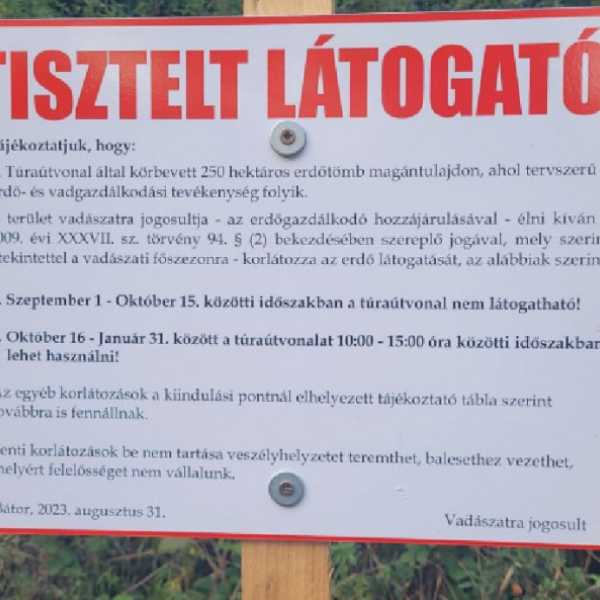 TISZTELT LÁTOGATÓ
ájékoztatjuk, hogy:
Túraútvonal által körbevett 250 hektáros erdőtömb magántulajdon, ahol tervszerű
rdő- és vadgazdálkodási tevékenység folyik.
terület vadászatra jogosultja - az erdőgazdálkodó hozzájárulásával - élni kíván
009. évi XXXVII. sz. törvény 94. § (2) bekezdésében szereplő jogával, mely szerin
tekintettel a vadászati főszezonra - korlátozza az erdő látogatását, az alábbiak szerin
. Szeptember 1 - Október 15. közötti időszakban a túraútvonal nem látogatható!
. Október 16 - Január 31. között a túraútvonalat 10:00 - 15:00 óra közötti időszakban
lehet használni!
az egyéb korlátozások a kiindulási pontnál elhelyezett tájékoztató tábla szerint
ovábbra is fennállnak.
enti korlátozások be nem tartása veszélyhelyzetet teremthet, balesethez vezethet,
elyért felelősséget nem vállalunk.
Bátor, 2023. augusztus 31.
Vadászatra jogosult